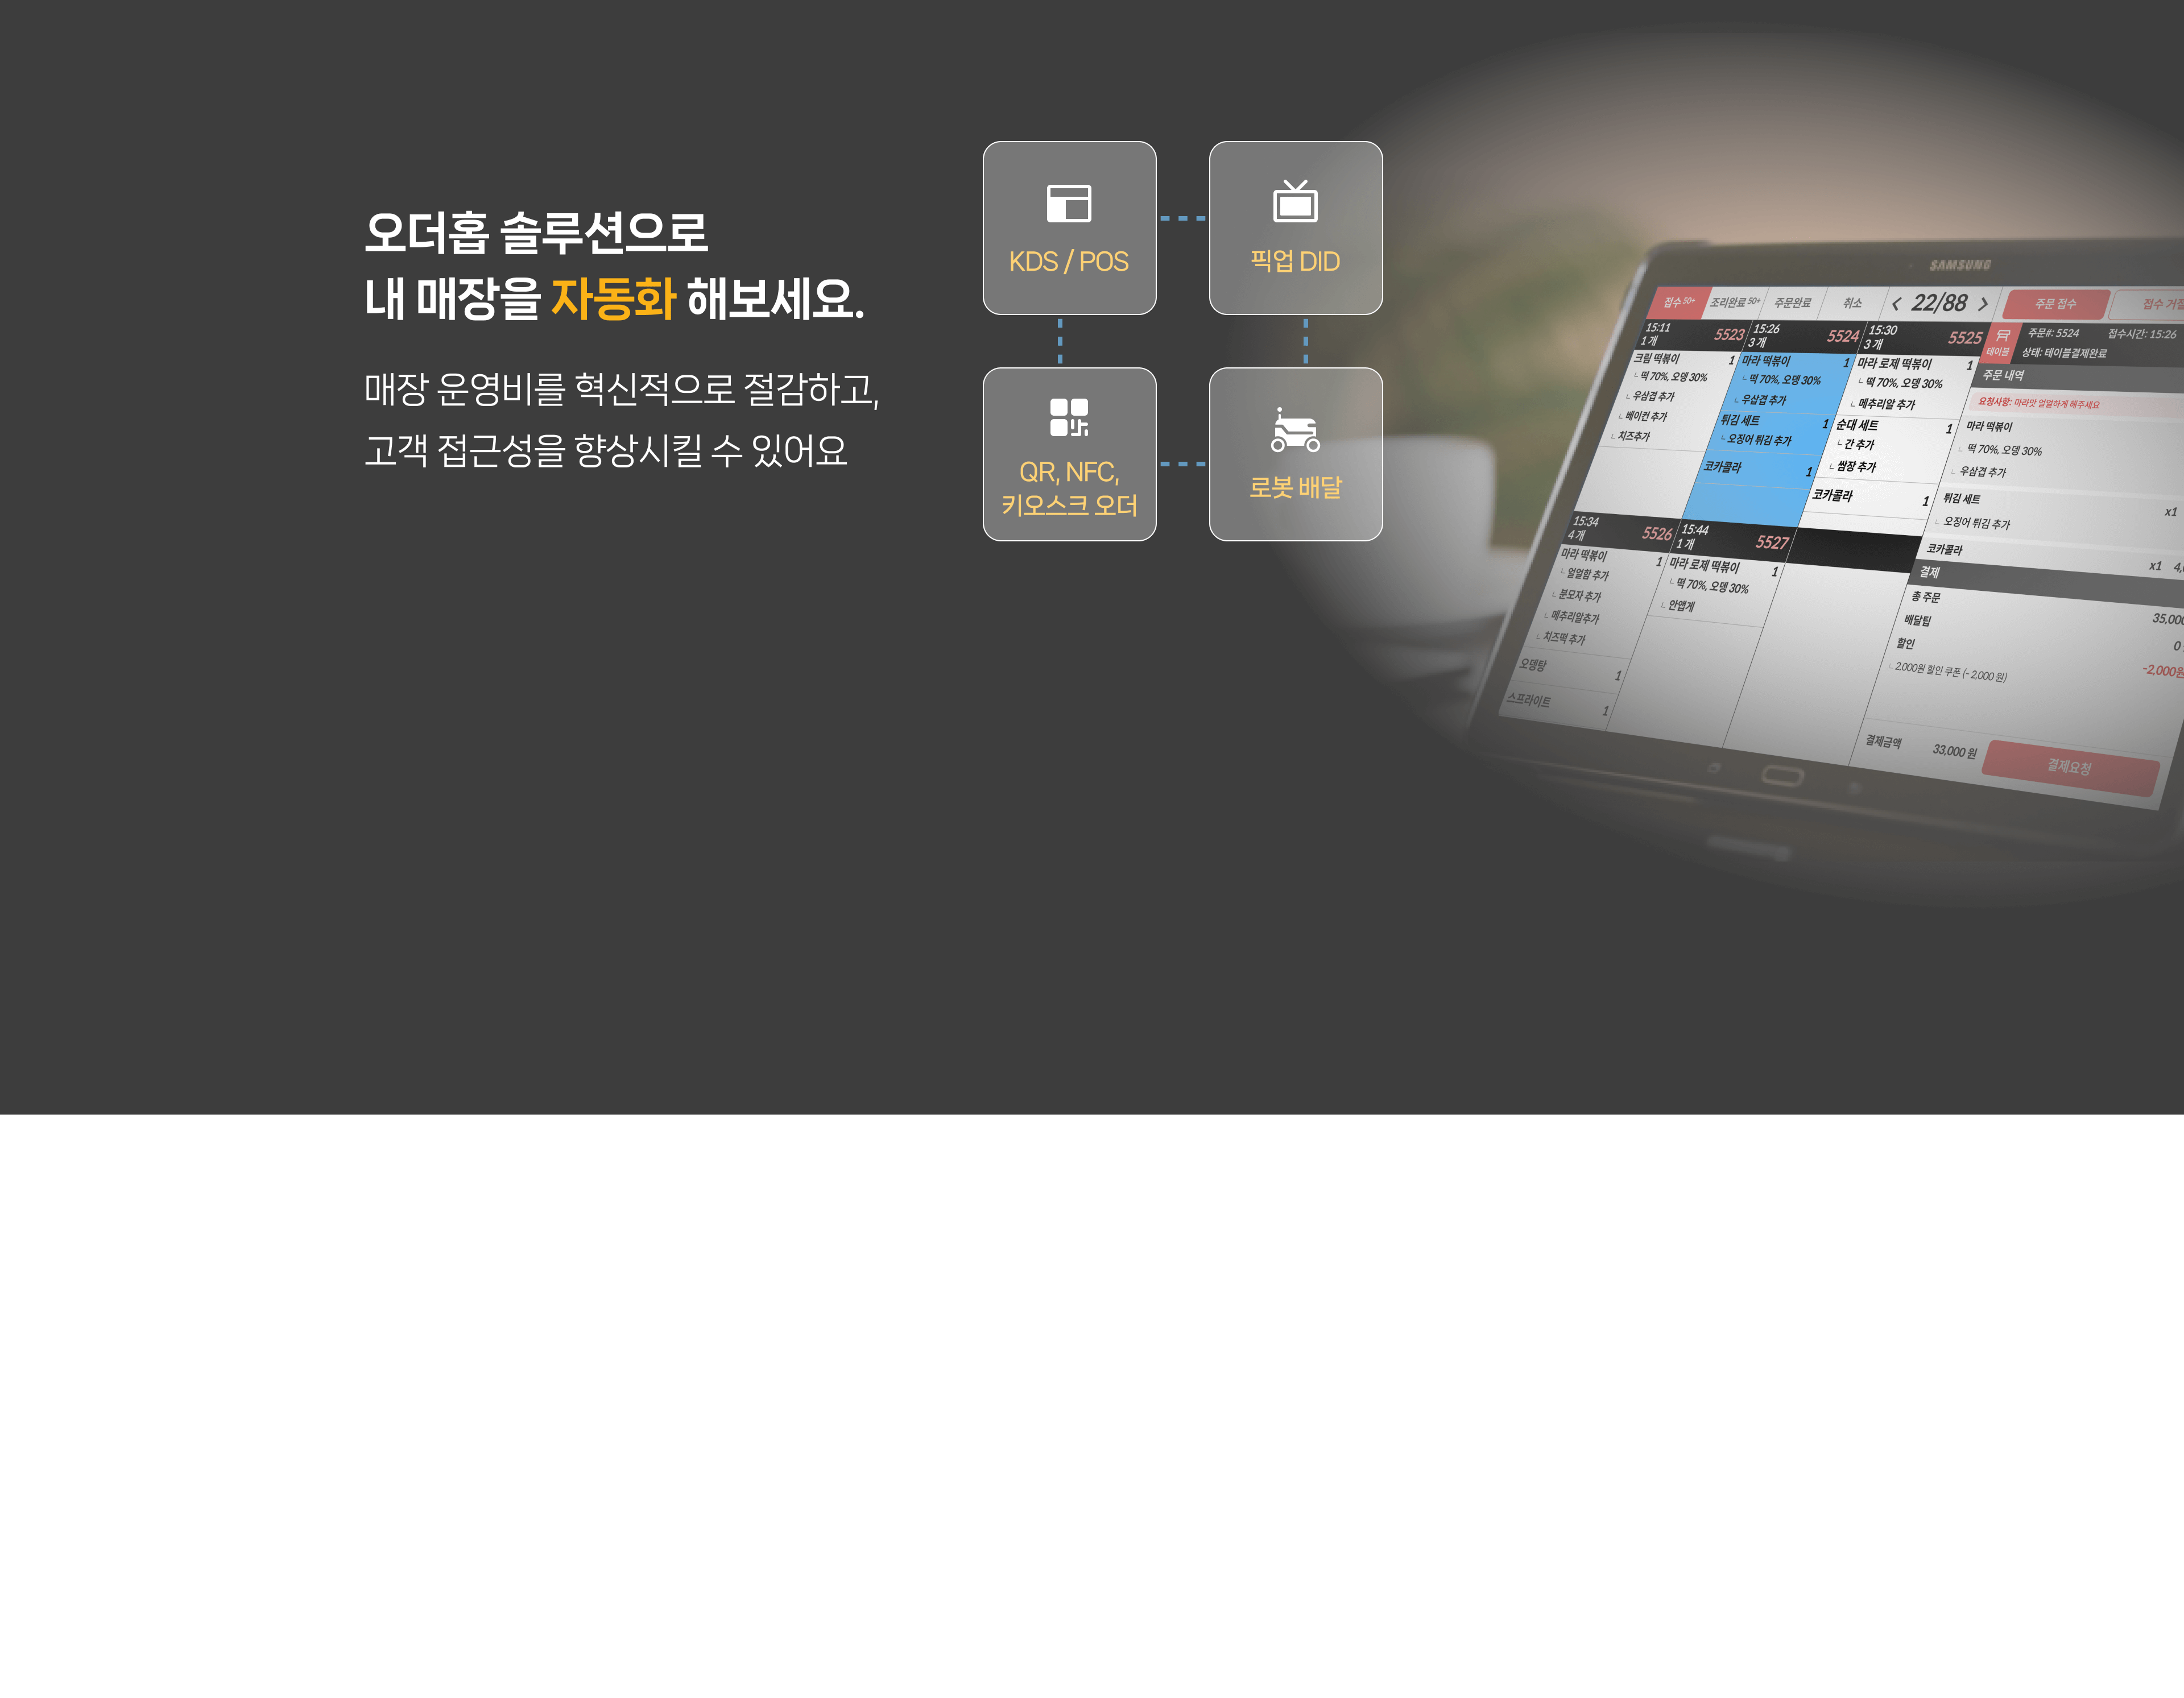 오더홉 솔루션으로
내 매장을 자동화 해보세요.
매장 운영비를 혁신적으로 절감하고,
고객 접근성을 향상시킬 수 있어요
KDS / POS
픽업 DID
QR, NFC,
키오스크 오더
로봇 배달
SAMSUNG
접수 50+ 조리완료 50+ 주문완료 취소 22/88 주문 접수 접수
15:11
1 개
5523
크림 떡볶이 1
떡 70%, 오뎅 30%
우삼겹 추가
베이컨 추가
치즈추가
15:26
3 개
5524
마라 떡볶이 1
떡 70%, 오뎅 30%
우삽겹 추가
튀김 세트 1
오징어 튀김 추가
코카콜라 1
15:30
3 개
5525
마라 로제 떡볶이 1
떡 70%, 오뎅 30%
메추리알 추가
순대 세트 1
간 추가
쌈장 추가
코카콜라 1
15:34
4 개
5526
마라 떡볶이 1
얼얼함 추가
분모자 추가
메추리알추가
치즈떡 추가
오뎅탕 1
스프라이트 1
15:44
1 개
5527
마라 로제 떡볶이 1
떡 70%, 오뎅 30%
안맵게
테이블
주문#: 5524 접수시간: 15:26
상태: 테이블결제완료
주문 내역
요청사항: 마라맛 얼얼하게 해주세요
마라 떡볶이
떡 70%, 오뎅 30%
우삼겹 추가
튀김 세트 x1
오징어 튀김 추가
코카콜라 x1
결제
총 주문 35,000
배달팁 0
할인 -2,000원
2,000원 할인 쿠폰 (- 2,000 원)
결제금액 33,000 원 결제요청